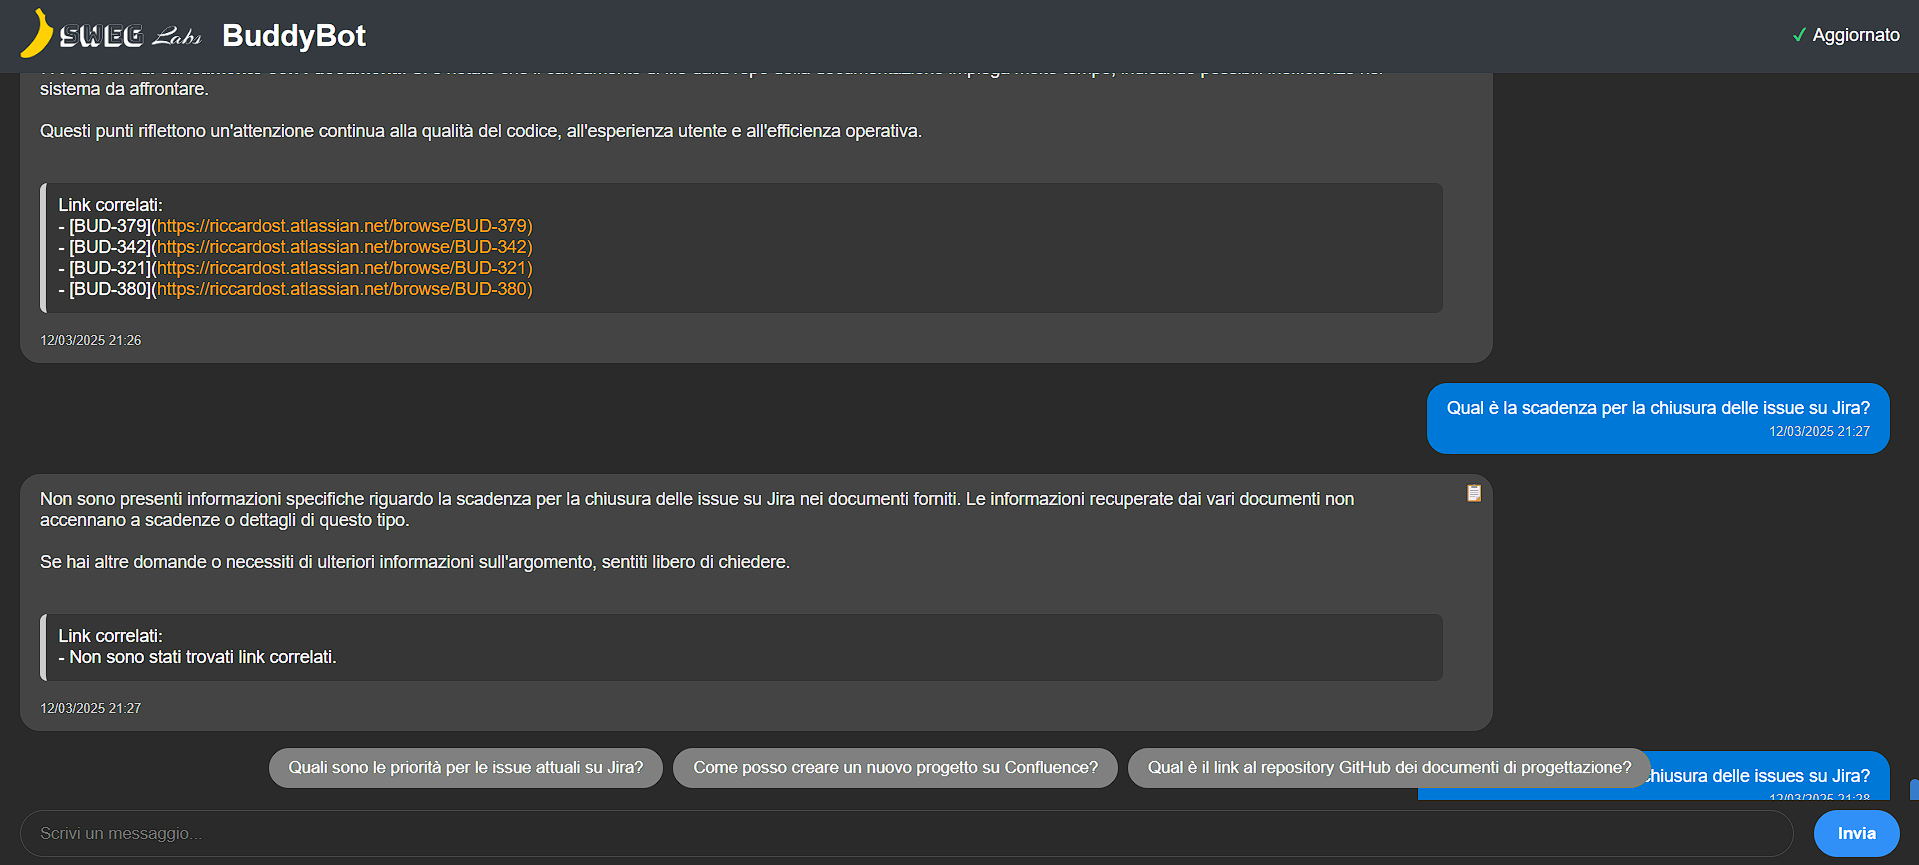 SWEG Labs BuddyBot
✓ Aggiornato
sistema da affrontare.
Questi punti riflettono un'attenzione continua alla qualità del codice, all'esperienza utente e all'efficienza operativa.
Link correlati:
- [BUD-379](https://riccardost.atlassian.net/browse/BUD-379)
- [BUD-342](https://riccardost.atlassian.net/browse/BUD-342)
- [BUD-321](https://riccardost.atlassian.net/browse/BUD-321)
- [BUD-380](https://riccardost.atlassian.net/browse/BUD-380)
12/03/2025 21:26
Qual è la scadenza per la chiusura delle issue su Jira?
12/03/2025 21:27
Non sono presenti informazioni specifiche riguardo la scadenza per la chiusura delle issue su Jira nei documenti forniti. Le informazioni recuperate dai vari documenti non
accennano a scadenze o dettagli di questo tipo.
Se hai altre domande o necessiti di ulteriori informazioni sull'argomento, sentiti libero di chiedere.
Link correlati:
- Non sono stati trovati link correlati.
12/03/2025 21:27
Quali sono le priorità per le issue attuali su Jira?
Come posso creare un nuovo progetto su Confluence?
Qual è il link al repository GitHub dei documenti di progettazione?
chiusura delle issues su Jira?
12/03/2025 21:28
Scrivi un messaggio...
Invia